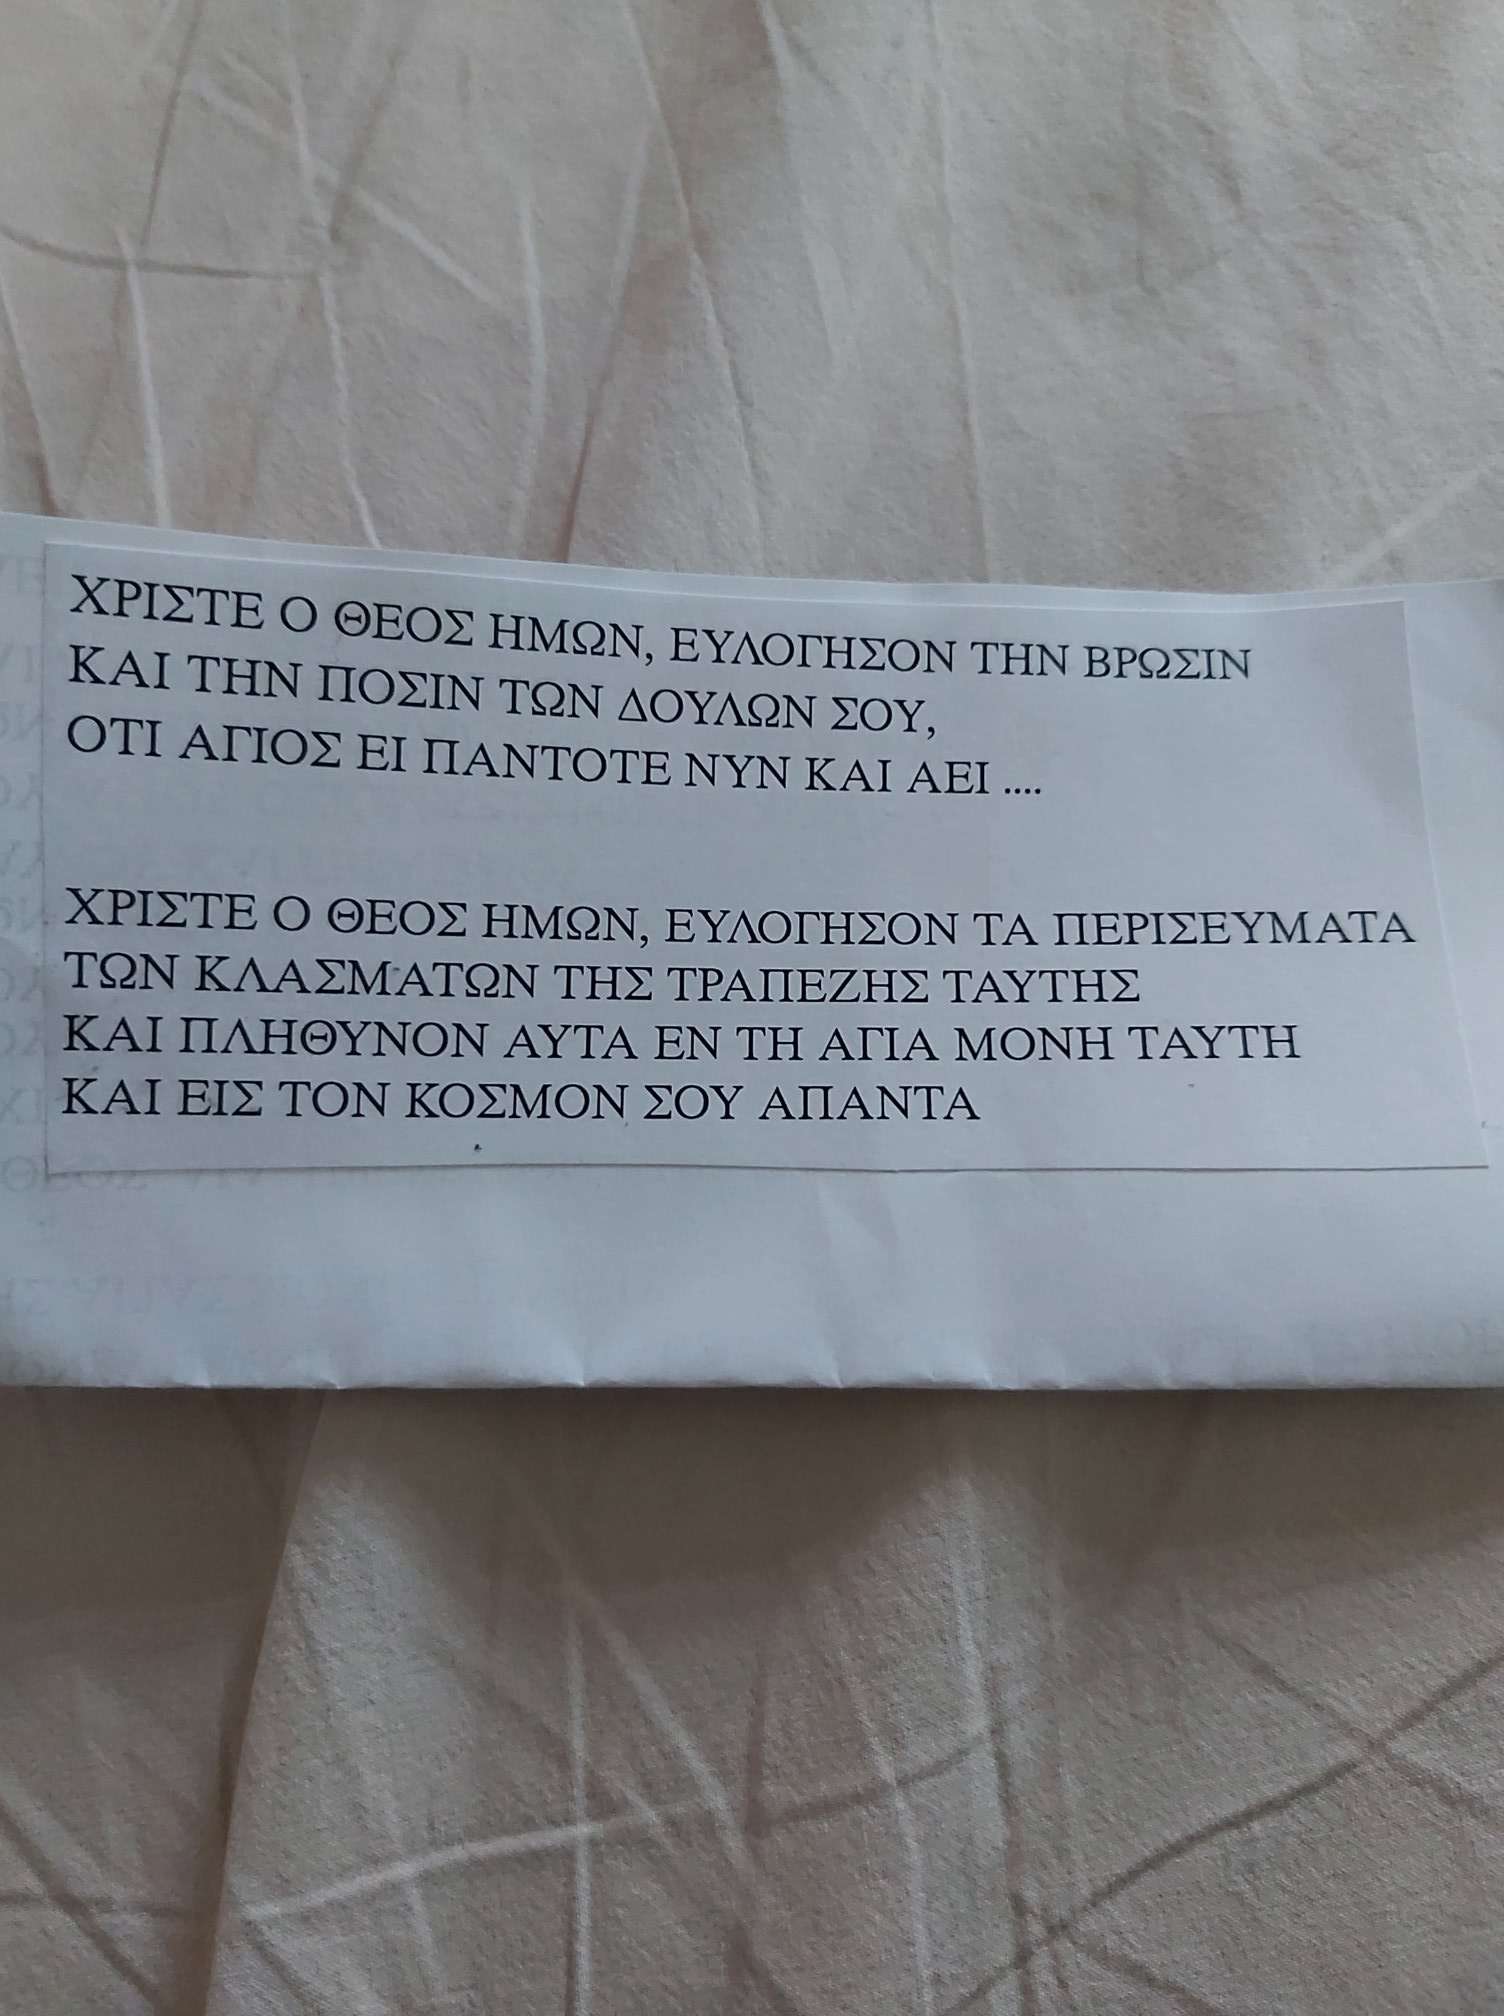 ΧΡΙΣΤΕ Ο ΘΕΟΣ ΗΜΩΝ, ΕΥΛΟΓΗΣΟΝ ΤΗΝ ΒΡΩΣΙΝ
ΚΑΙ ΤΗΝ ΠΟΣΙΝ ΤΩΝ ΔΟΥΛΩΝ ΣΟΥ,
ΟΤΙ ΑΓΙΟΣ ΕΙ ΠΑΝΤΟΤΕ ΝΥΝ ΚΑΙ ΑΕΙ ....
ΧΡΙΣΤΕ Ο ΘΕΟΣ ΗΜΩΝ, ΕΥΛΟΓΗΣΟΝ ΤΑ ΠΕΡΙΣΕΥΜΑΤΑ
ΤΩΝ ΚΛΑΣΜΑΤΩΝ ΤΗΣ ΤΡΑΠΕΖΗΣ ΤΑΥΤΗΣ
ΚΑΙ ΠΛΗΘΥΝΟΝ ΑΥΤΑ ΕΝ ΤΗ ΑΓΙΑ ΜΟΝΗ ΤΑΥΤΗ
ΚΑΙ ΕΙΣ ΤΟΝ ΚΟΣΜΟΝ ΣΟΥ ΑΠΑΝΤΑ